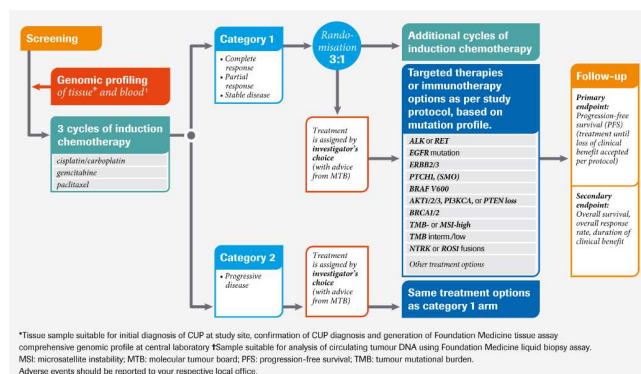 Screening
Genomic profiling
of tissue* and blood†
3 cycles of induction
chemotherapy
cisplatin/carboplatin
gemcitabine
paclitaxel
Category 1
• Complete
response
• Partial
response
• Stable disease
Rando-
misation
3:1
Treatment
is assigned by
investigator's
choice
(with advice
from MTB)
Category 2
• Progressive
disease
Treatment
is assigned by
investigator's
choice
(with advice
from MTB)
Additional cycles of
induction chemotherapy
Targeted therapies
or immunotherapy
options as per study
protocol, based on
mutation profile.
ALK or RET
EGFR mutation
ERBB2/3
PTCH1, (SMO)
BRAF V600
AKT1/2/3, PI3KCA, or PTEN loss
BRCA1/2
TMB- or MSI-high
TMB interm./low
NTRK or ROS1 fusions
Other treatment options
Same treatment options
as category 1 arm
Follow-up
Primary
endpoint:
Progression-free
survival (PFS)
(treatment until
loss of clinical
benefit accepted
per protocol)
Secondary
endpoint:
Overall survival,
overall response
rate, duration of
clinical benefit
*Tissue sample suitable for initial diagnosis of CUP at study site, confirmation of CUP diagnosis and generation of Foundation Medicine tissue assay
comprehensive genomic profile at central laboratory †Sample suitable for analysis of circulating tumour DNA using Foundation Medicine liquid biopsy assay.
MSI: microsatellite instability; MTB: molecular tumour board; PFS: progression-free survival; TMB: tumour mutational burden.
Adverse events should be reported to your respective local office.